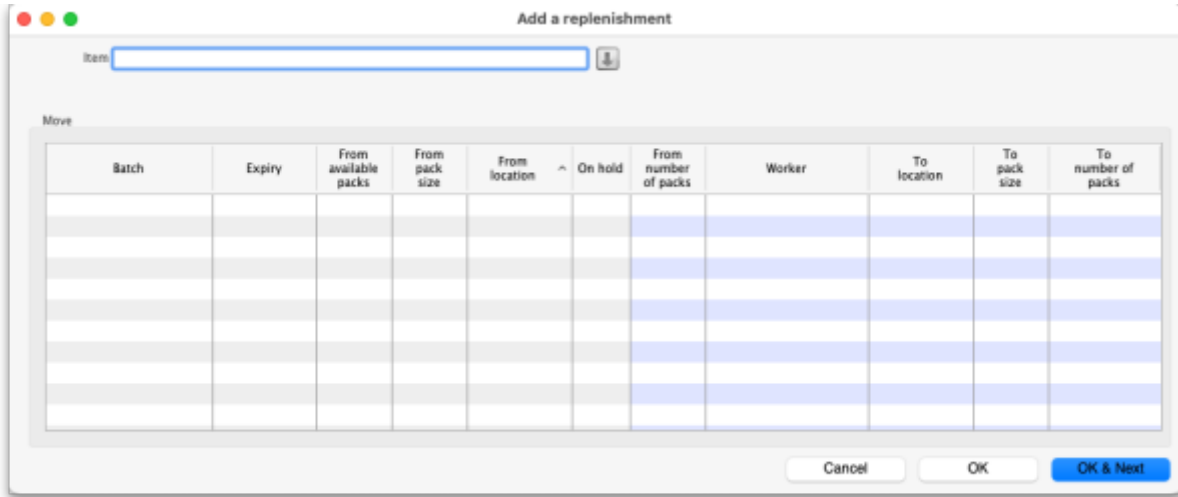 Add a replenishment
Item
Move
Batch
Expiry
From
available
packs
From
pack
size
From
location
On hold
From
number
of packs
Worker
To
location
To
pack
size
To
number of
packs
Cancel
OK
OK & Next